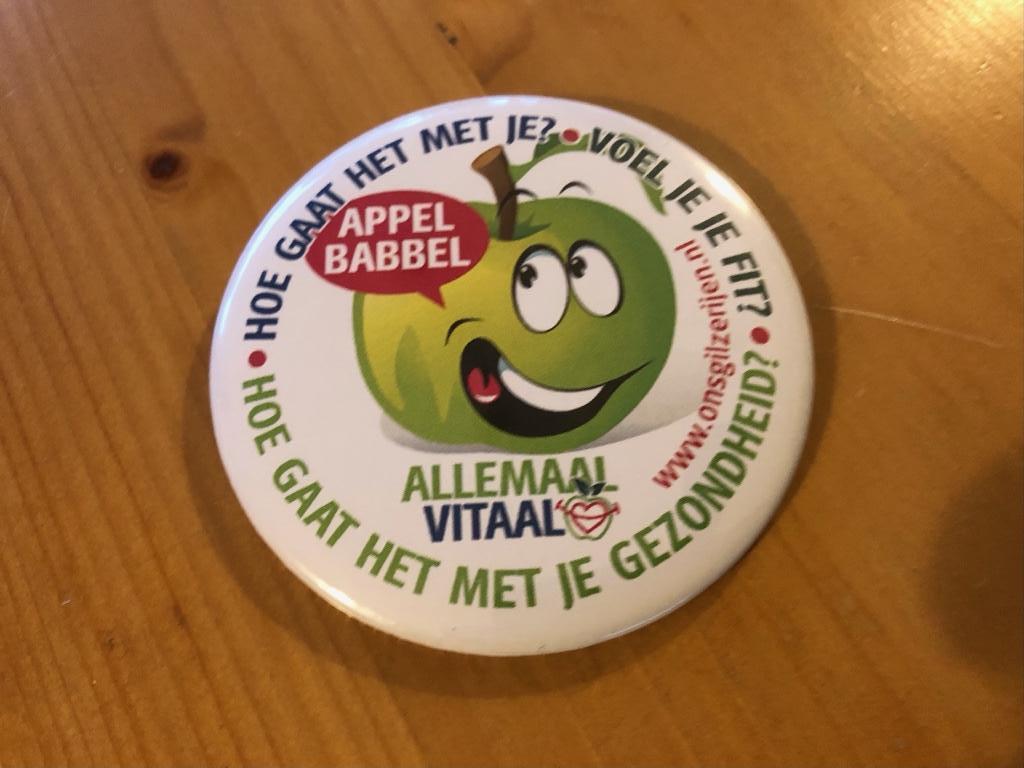 HOE GAAT HET MET JE? • VOEL JE JE FIT? •
HOE GAAT HET MET JE GEZONDHEID? •
APPEL
BABBEL
www.onsgilzerijen.nl
ALLEMAAL
VITAAL